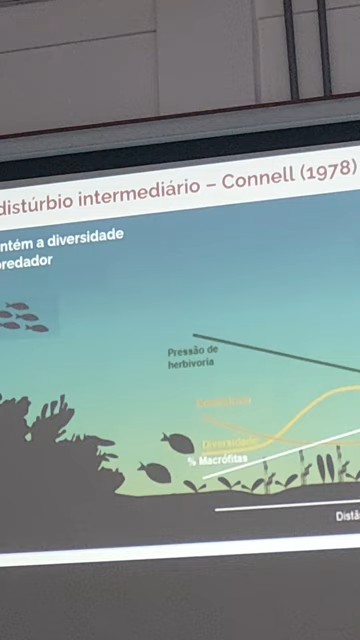 distúrbio intermediário – Connell (1978)
ntém a diversidade
redador
Pressão de
herbivoria
Diversidade
% Macrófitas
Distâ